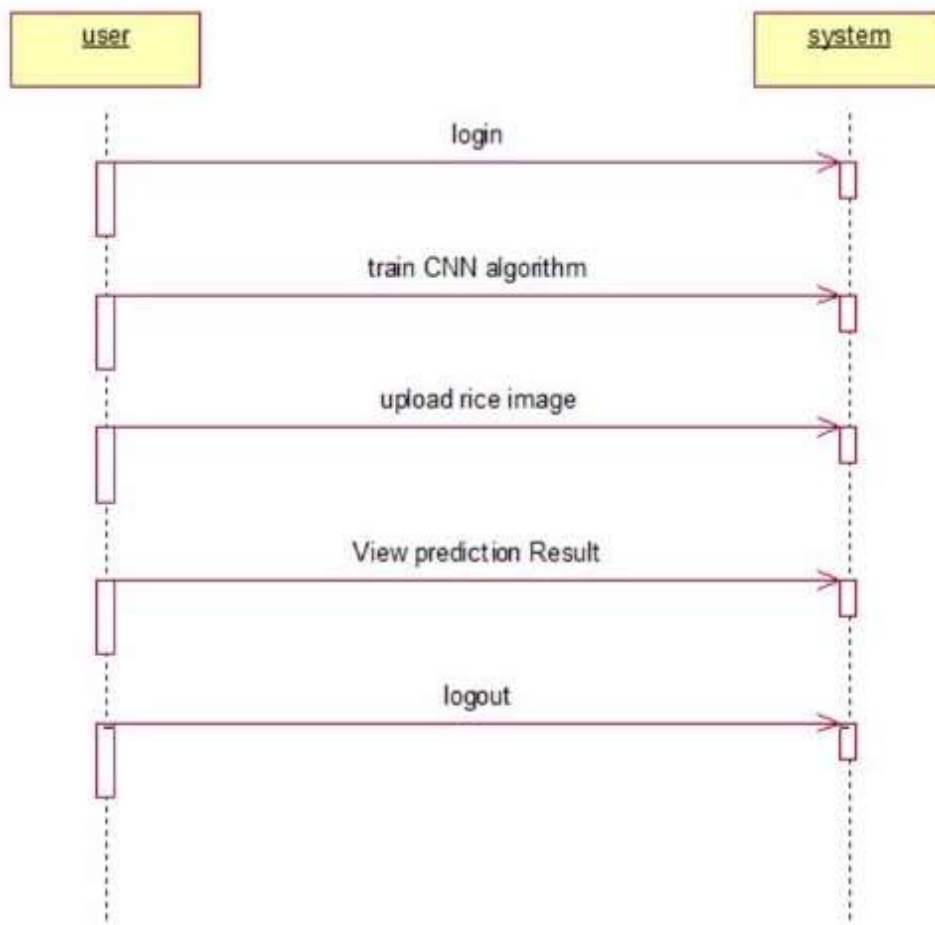 user
system
login
train CNN algorithm
upload rice image
View prediction Result
logout